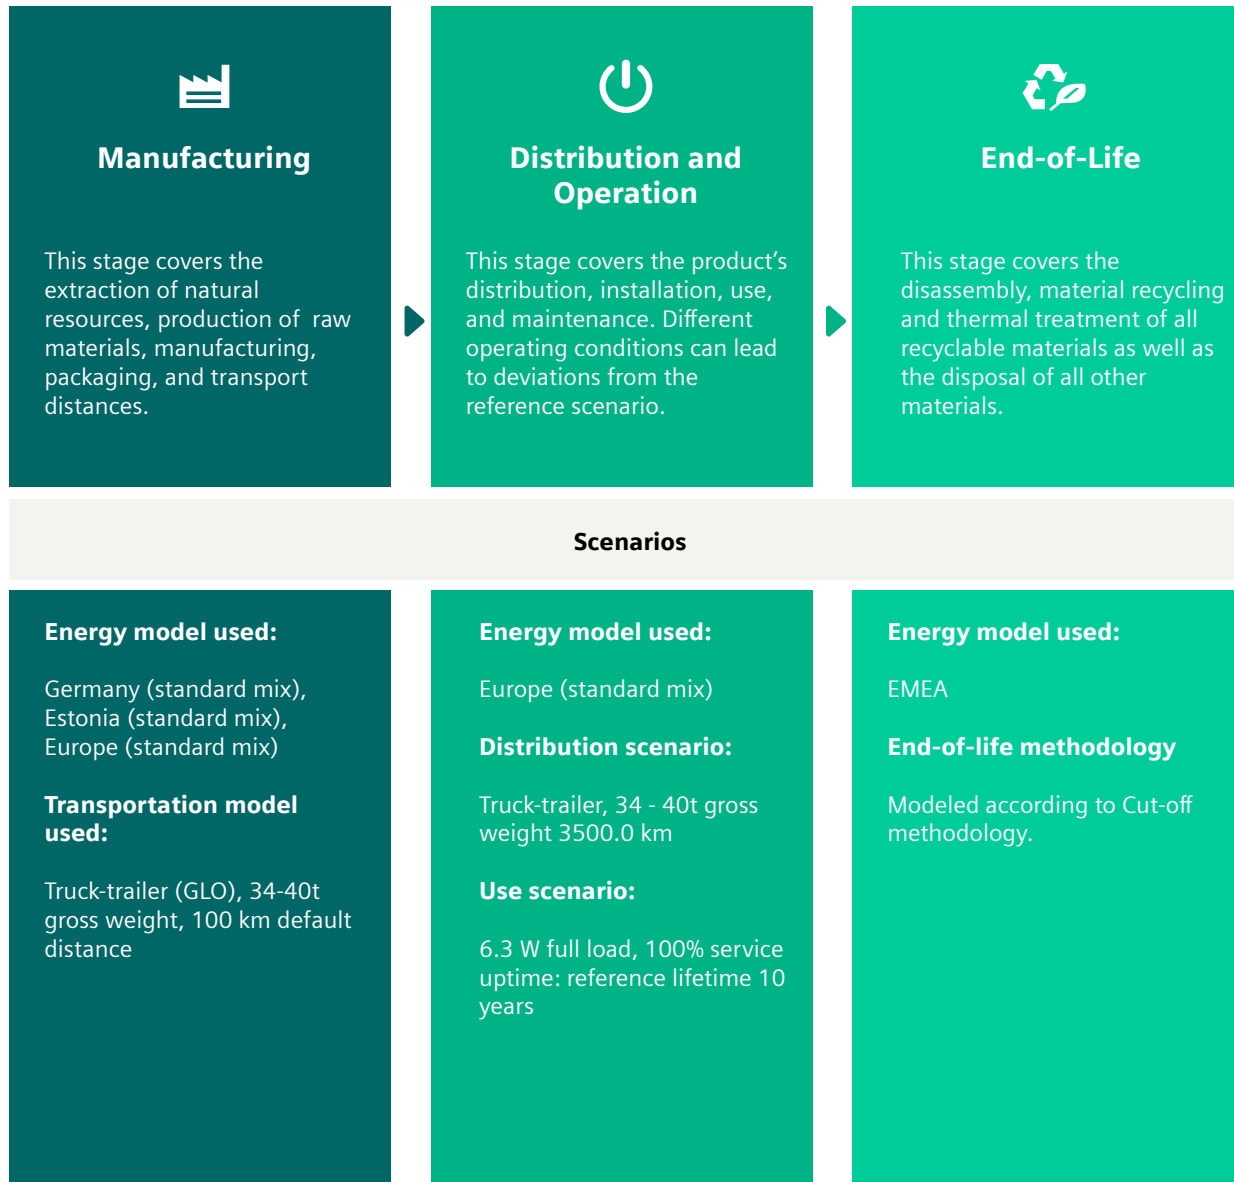 Manufacturing
This stage covers the
extraction of natural
resources, production of  raw
materials, manufacturing,
packaging, and transport
distances.
Distribution and
Operation
This stage covers the product’s
distribution, installation, use,
and maintenance. Different
operating conditions can lead
to deviations from the
reference scenario.
End-of-Life
This stage covers the
disassembly, material recycling
and thermal treatment of all
recyclable materials as well as
the disposal of all other
materials.
Scenarios
Energy model used:
Germany (standard mix),
Estonia (standard mix),
Europe (standard mix)
Transportation model
used:
Truck-trailer (GLO), 34-40t
gross weight, 100 km default
distance
Energy model used:
Europe (standard mix)
Distribution scenario:
Truck-trailer, 34 - 40t gross
weight 3500.0 km
Use scenario:
6.3 W full load, 100% service
uptime: reference lifetime 10
years
Energy model used:
EMEA
End-of-life methodology
Modeled according to Cut-off
methodology.